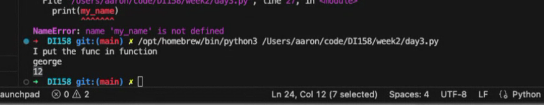 File "/Users/aaron/code/DI158/week2/day3.py", line 27, in <module>
print(my_name)
^^^^^^^
NameError: name 'my_name' is not defined
➜ DI158 git:(main) ✗ /opt/homebrew/bin/python3 /Users/aaron/code/DI158/week2/day3.py
I put the func in function
george
12
➜ DI158 git:(main) ✗
aunchpad 0 2 Ln 24, Col 12 (7 selected) Spaces: 4 UTF-8 LF {} Python